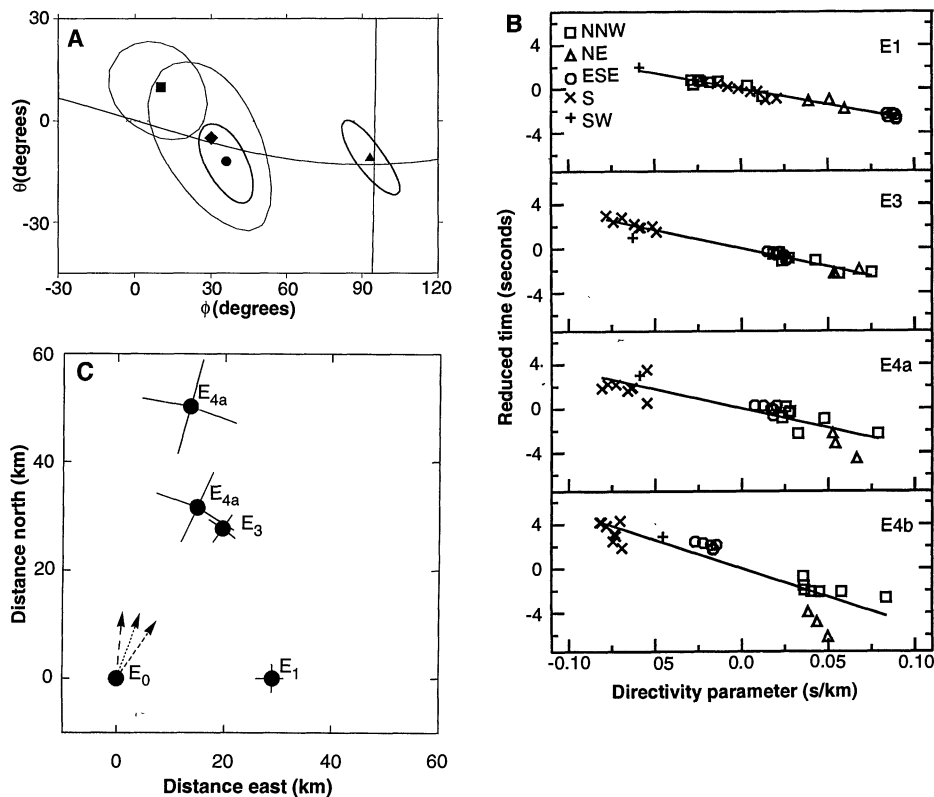 A
30
0
-30
θ(degrees)
-30
0
30
60
90
120
ϕ(degrees)
B
NNW
NE
ESE
S
SW
E1
4
0
-4
E3
4
0
-4
E4a
4
0
-4
E4b
4
0
-4
Reduced time (seconds)
-0.10
05
0.0
0.05
0.10
Directivity parameter (s/km)
C
60
40
20
0
Distance north (km)
E4a
E4a
E3
E0
E1
0
20
40
60
Distance east (km)